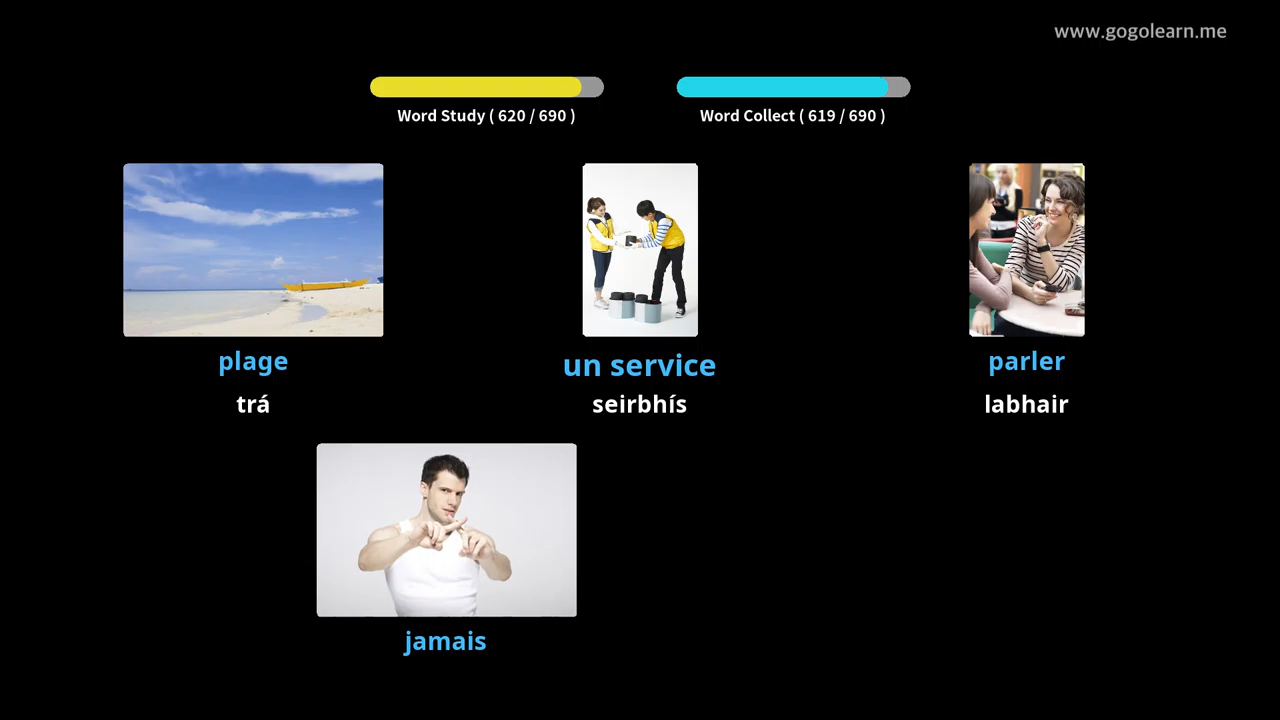 www.gogolearn.me
Word Study ( 620 / 690 )
Word Collect ( 619 / 690 )
plage
un service
parler
trá
seirbhís
labhair
jamais